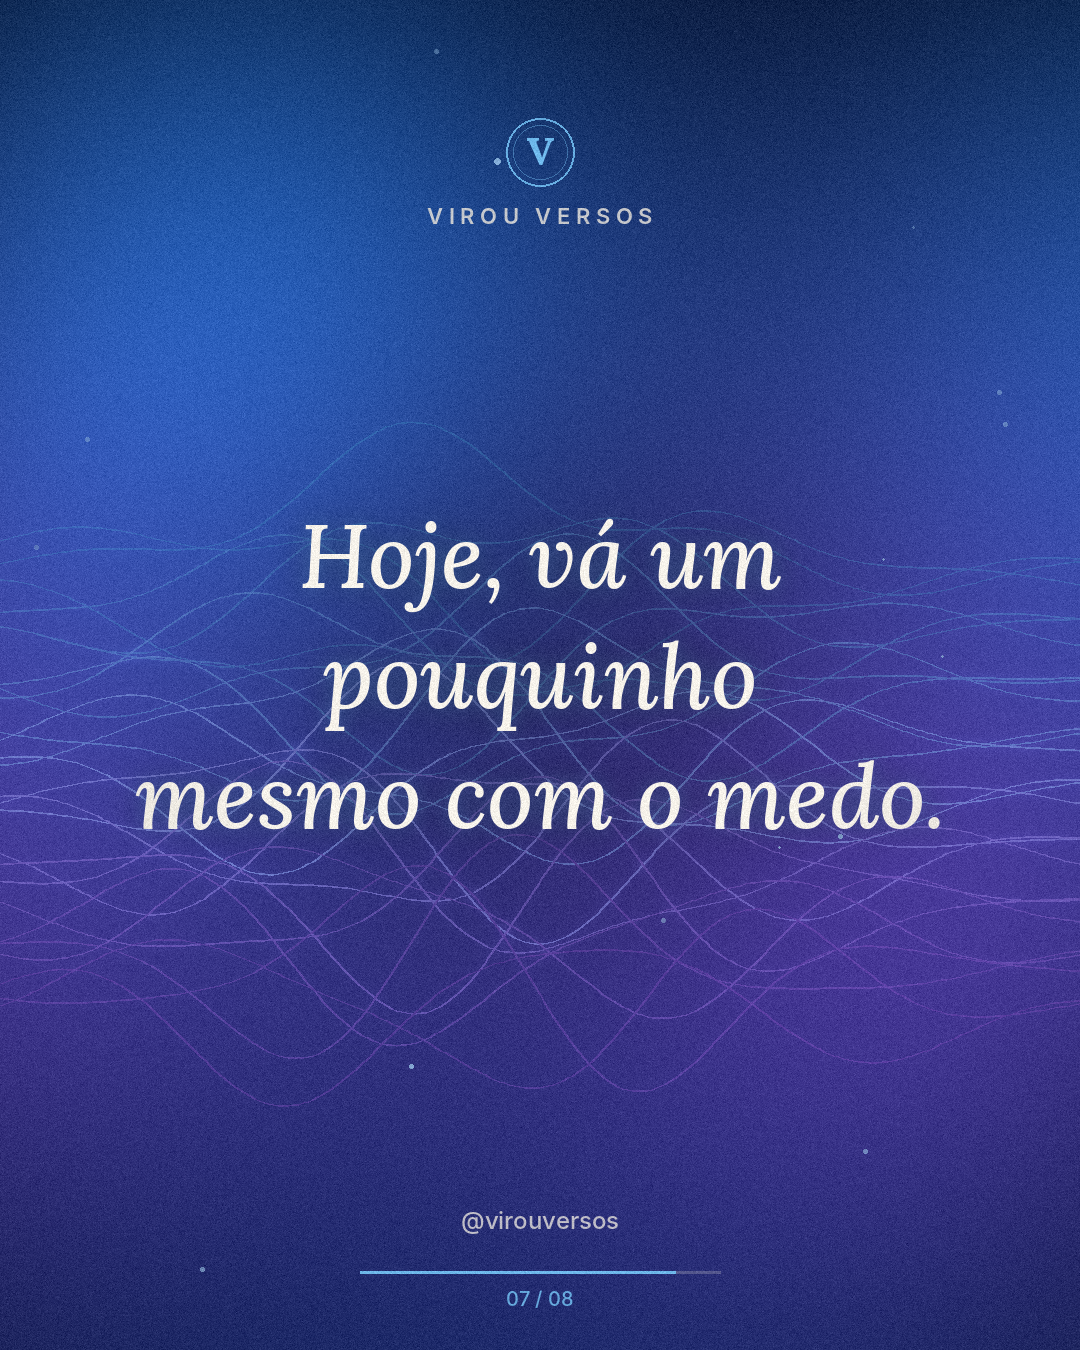 V
VIROU VERSOS
Hoje, vá um
pouquinho
mesmo com o medo.
@virouversos
07 / 08